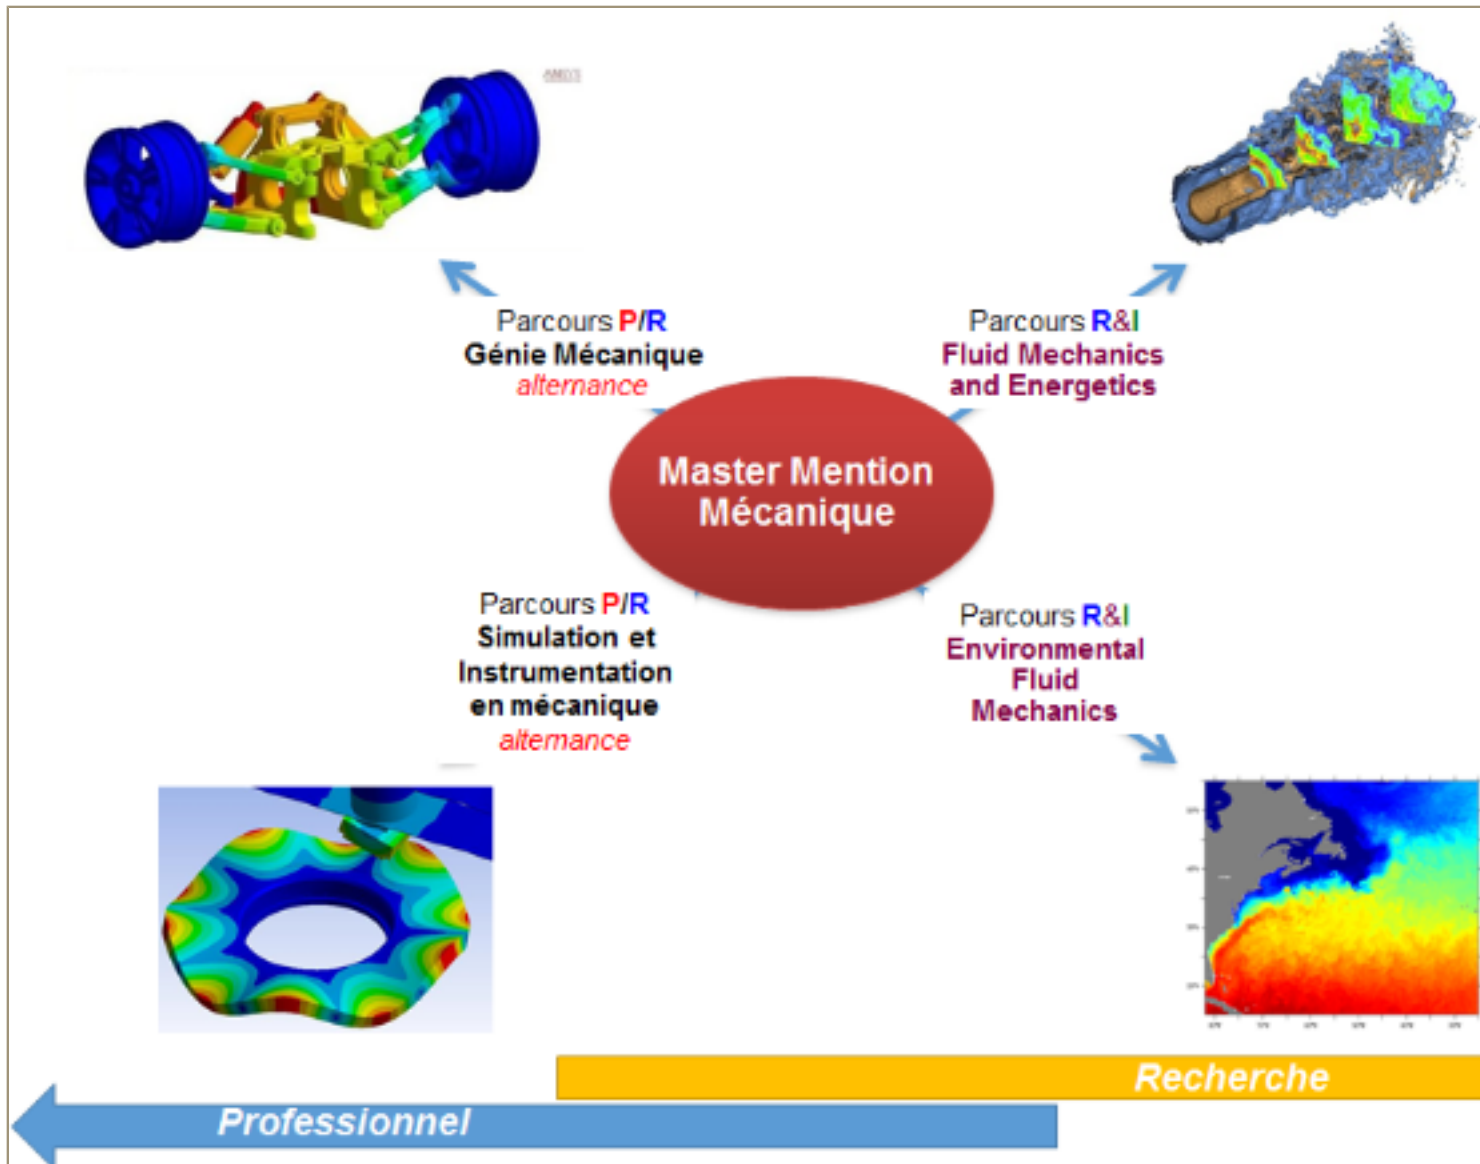 ANSYS
Parcours P/R
Génie Mécanique
alternance
Parcours R&I
Fluid Mechanics
and Energetics
Master Mention
Mécanique
Parcours P/R
Simulation et
Instrumentation
en mécanique
alternance
Parcours R&I
Environmental
Fluid
Mechanics
Recherche
Professionnel